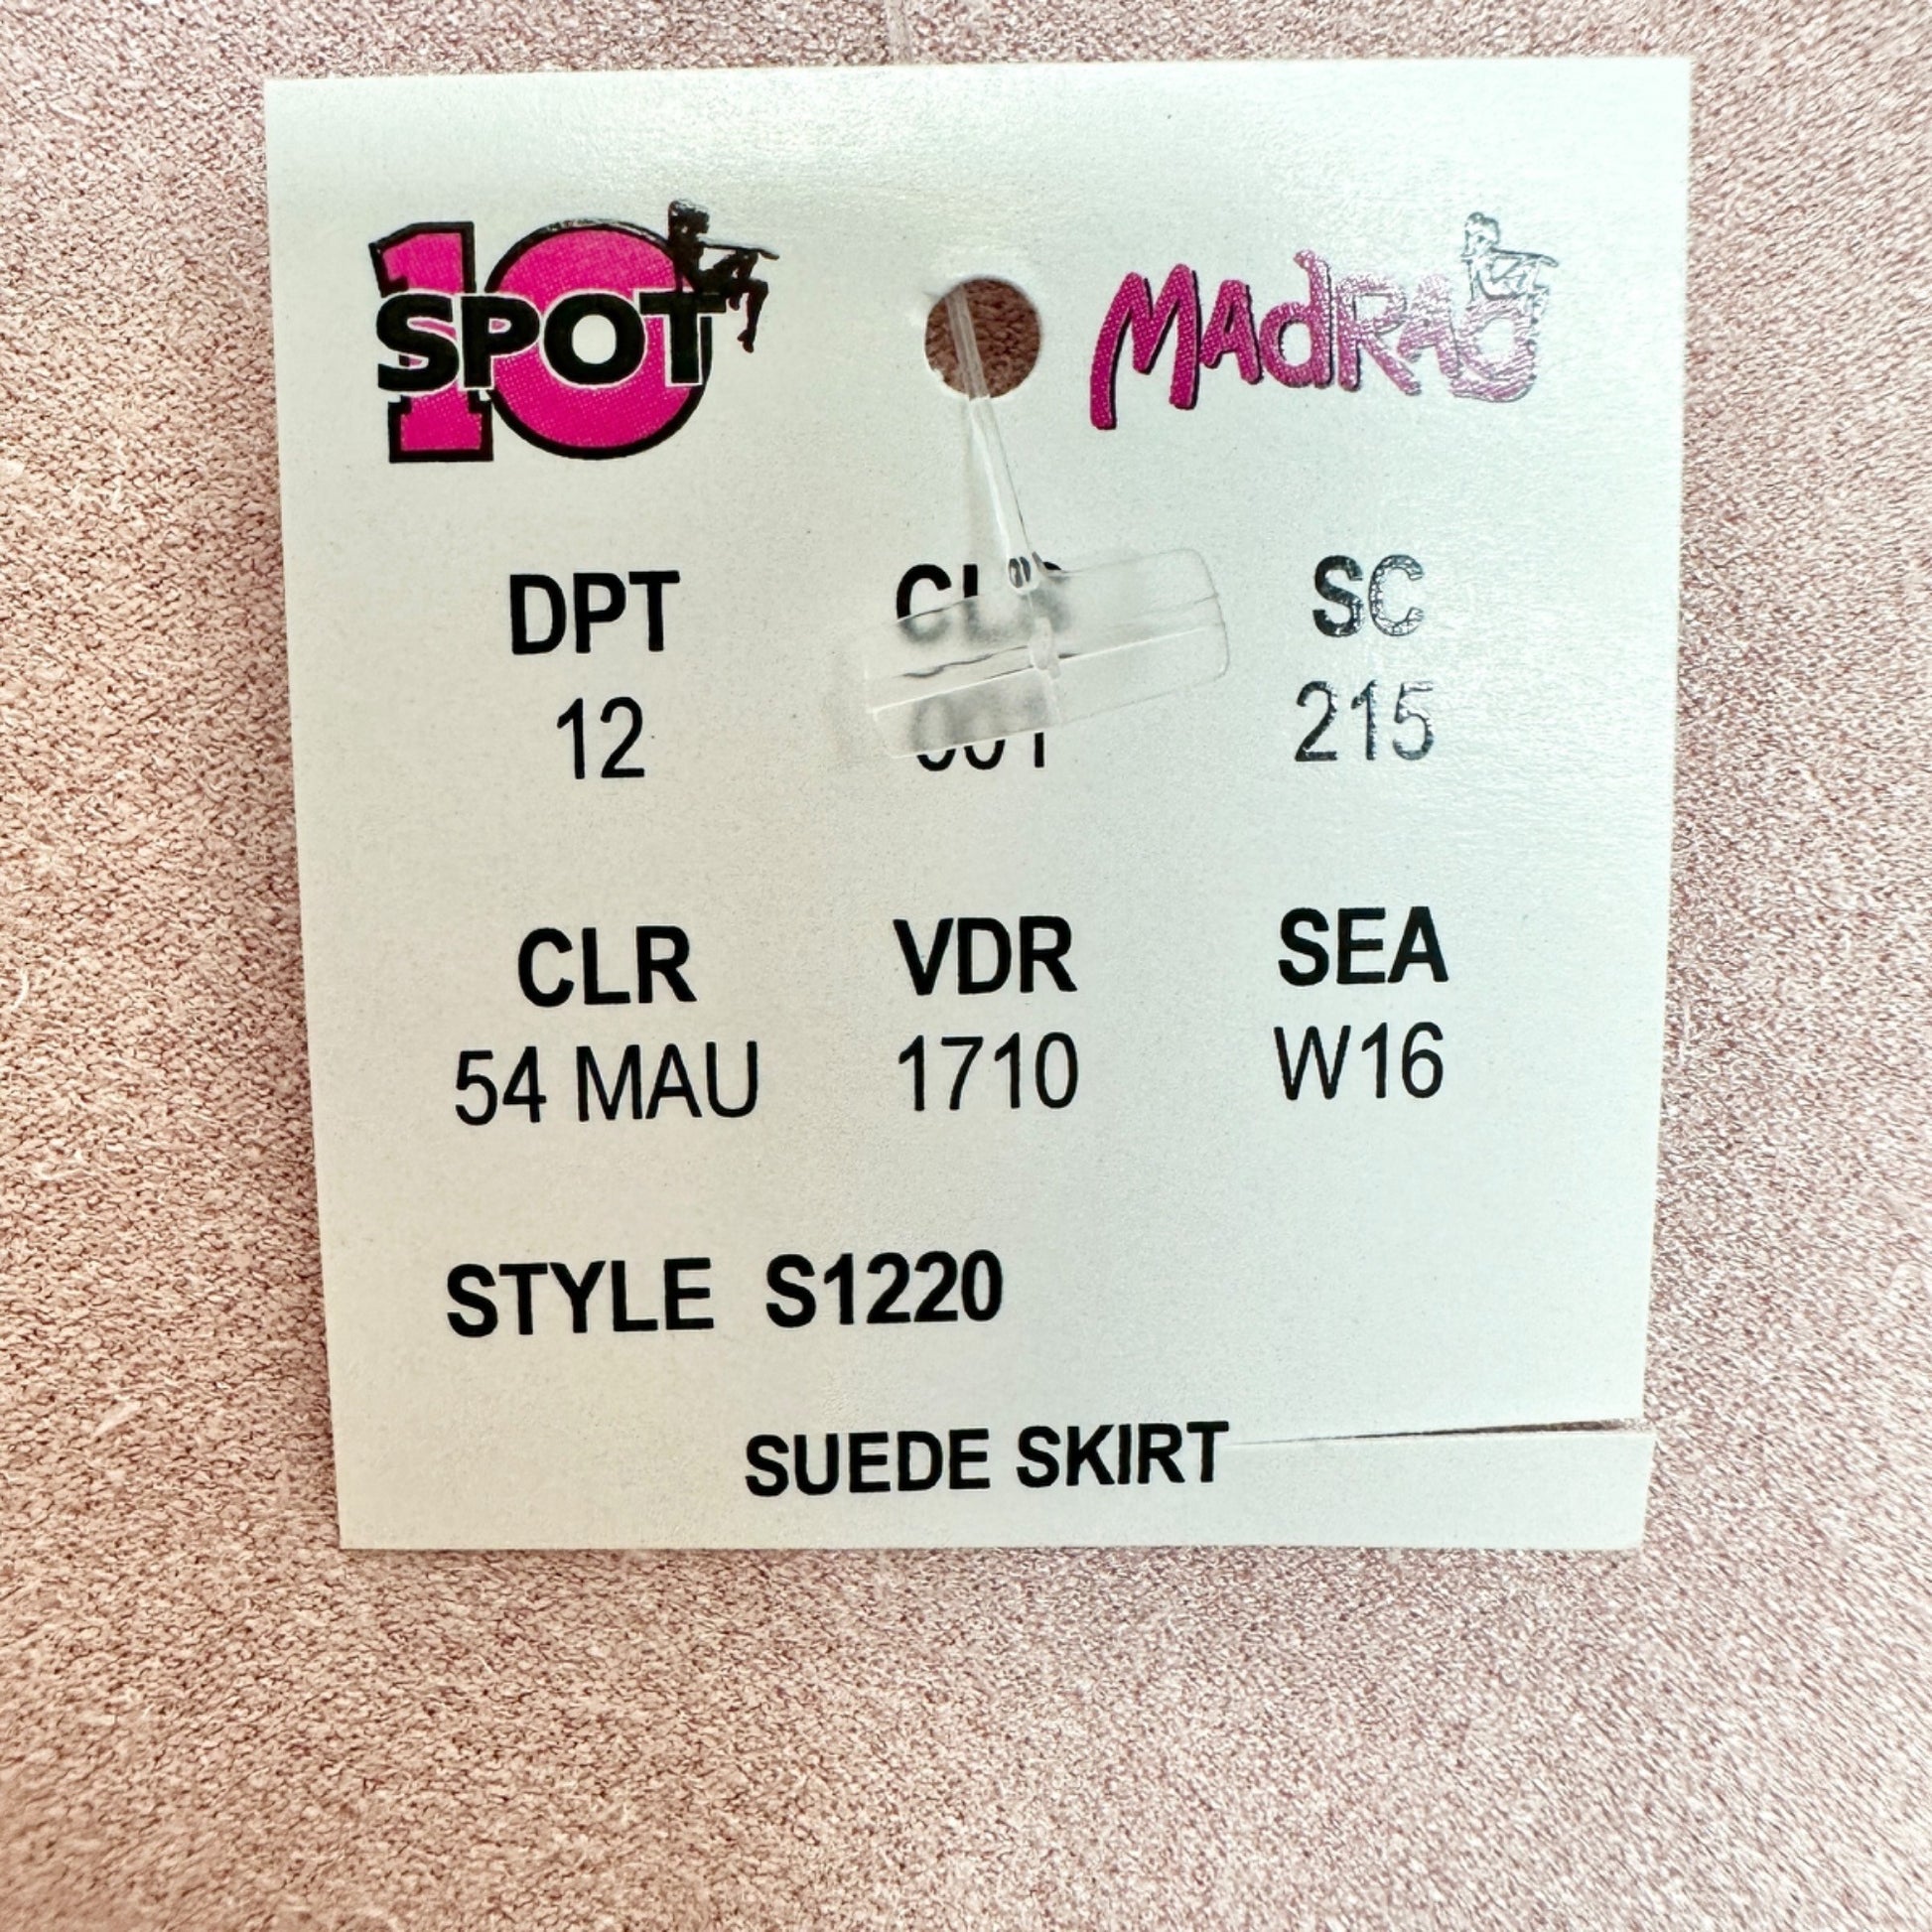 10 SPOT MAdRAG
DPT SC
12 215
CLR VDR SEA
54 MAU 1710 W16
STYLE S1220
SUEDE SKIRT